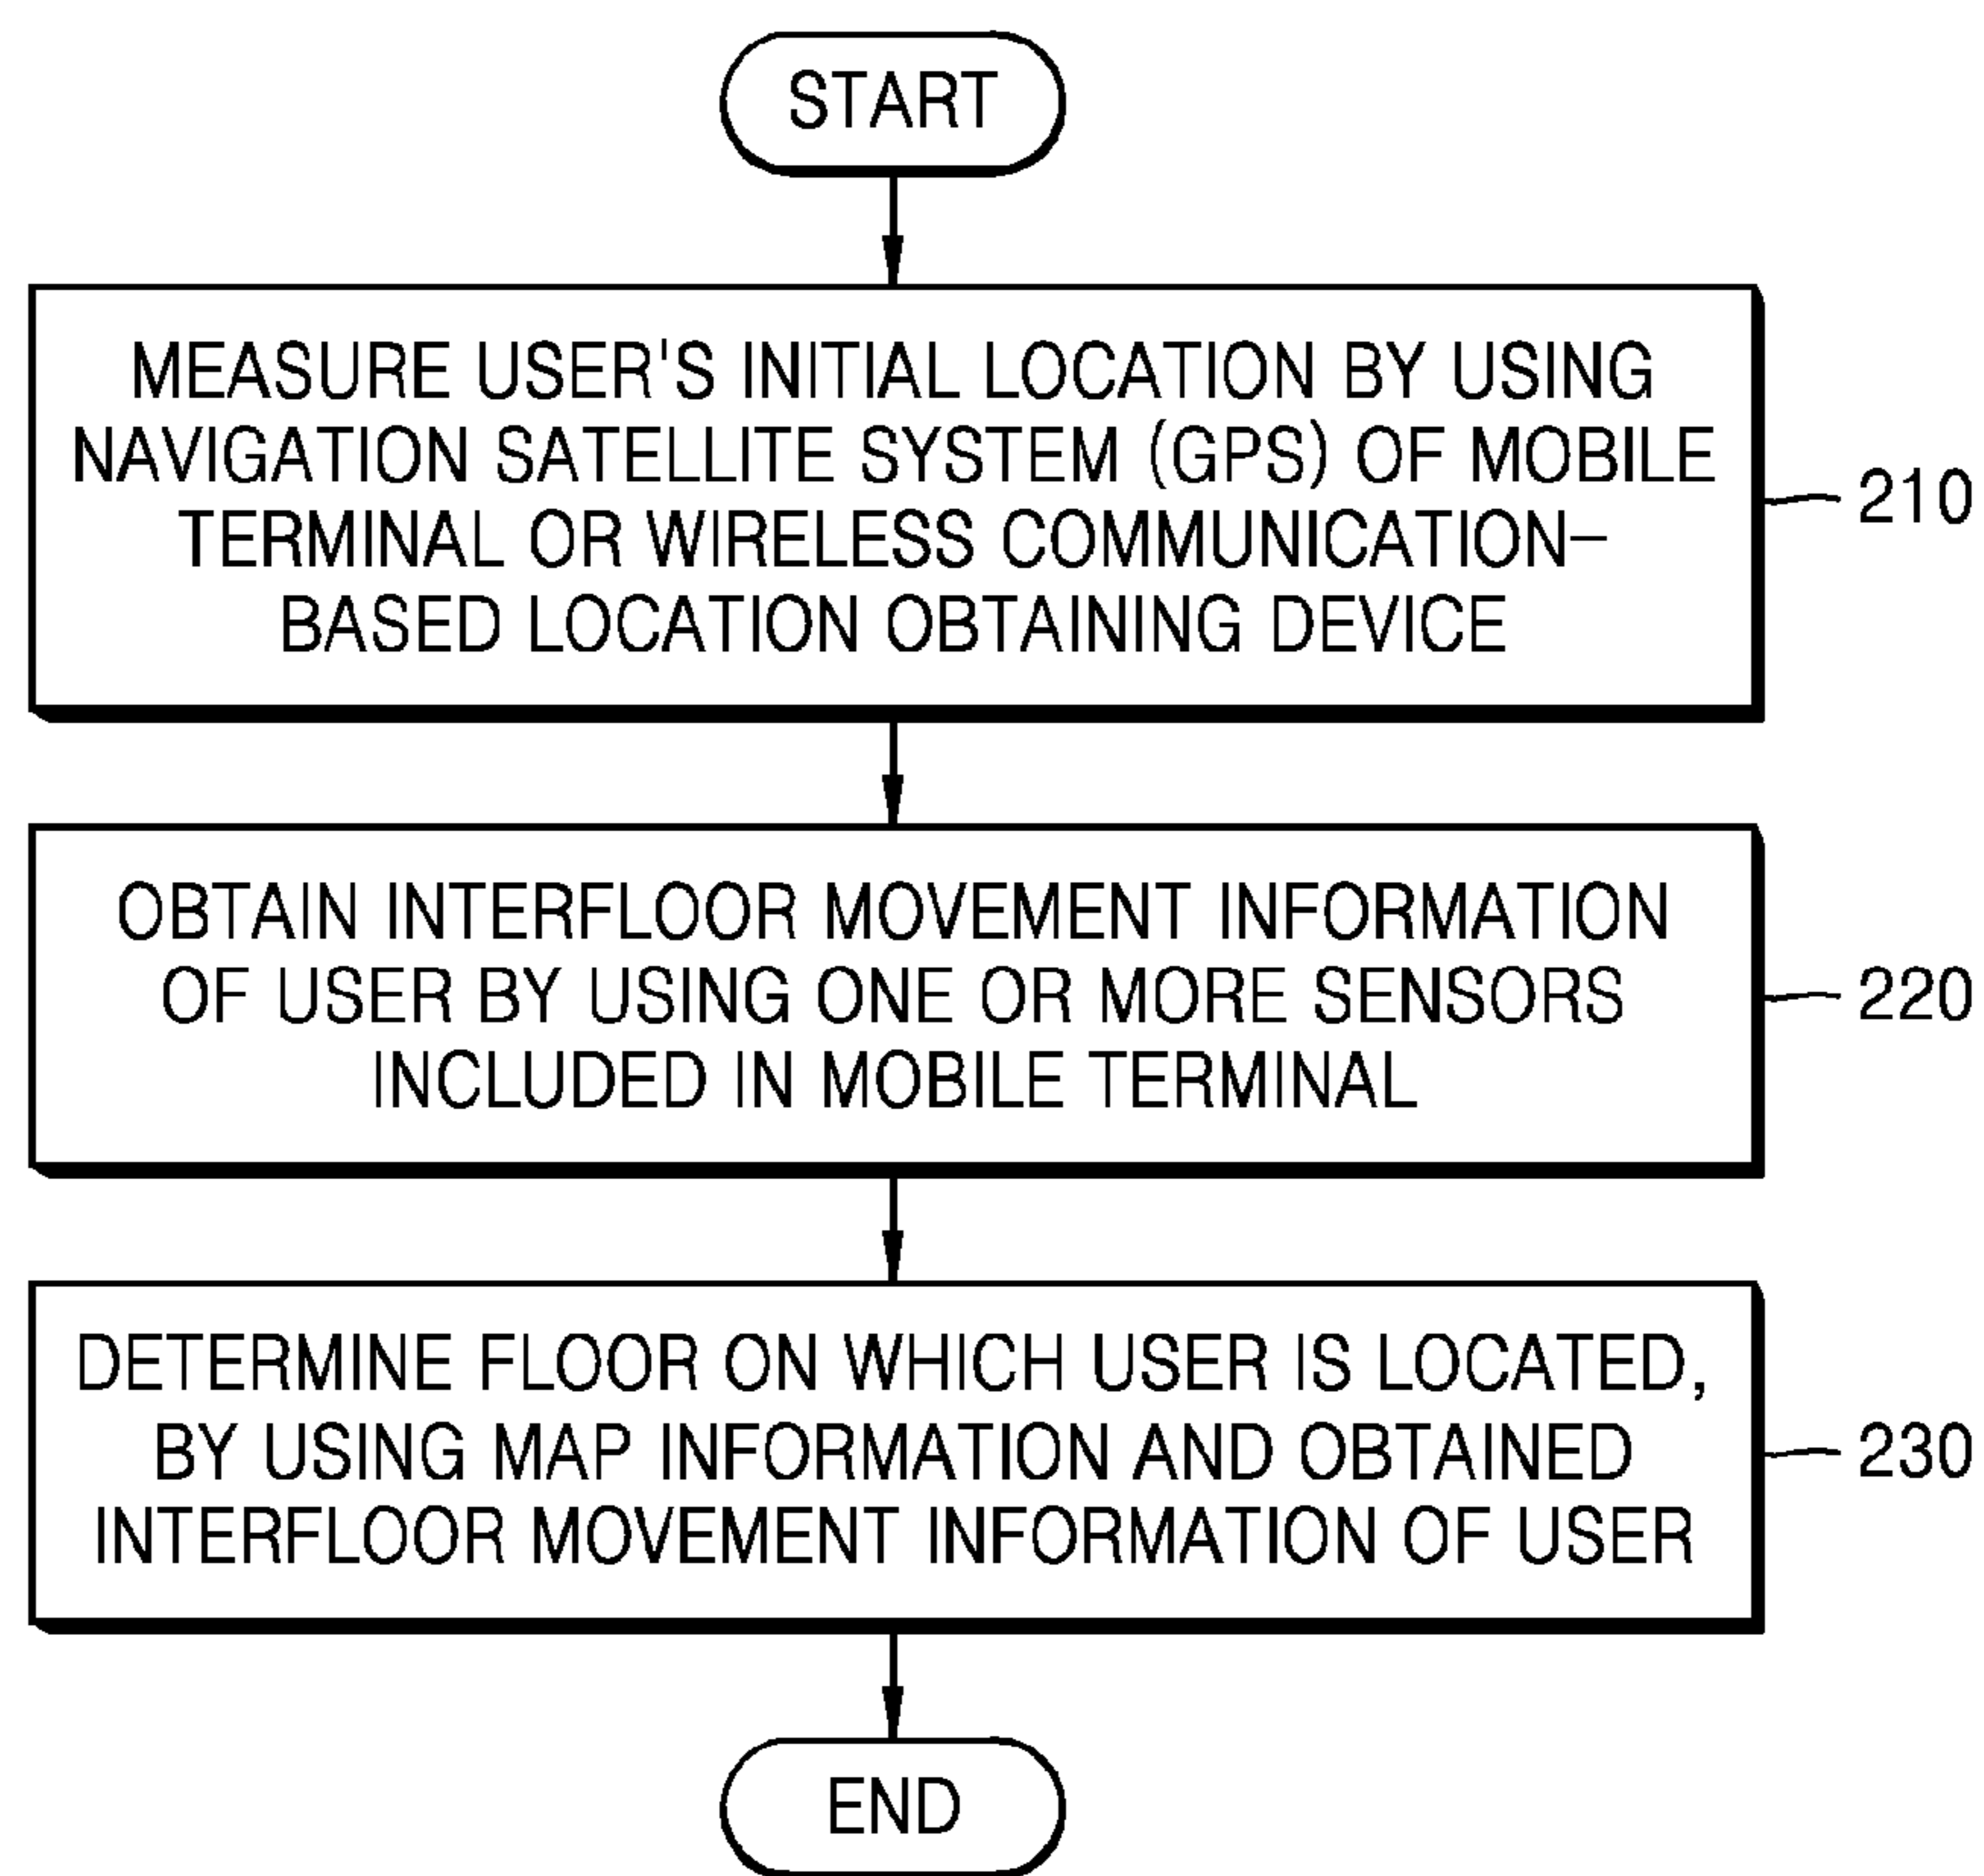 START
MEASURE USER'S INITIAL LOCATION BY USING
NAVIGATION SATELLITE SYSTEM (GPS) OF MOBILE
TERMINAL OR WIRELESS COMMUNICATION-
BASED LOCATION OBTAINING DEVICE
210
OBTAIN INTERFLOOR MOVEMENT INFORMATION
OF USER BY USING ONE OR MORE SENSORS
INCLUDED IN MOBILE TERMINAL
220
DETERMINE FLOOR ON WHICH USER IS LOCATED,
BY USING MAP INFORMATION AND OBTAINED
INTERFLOOR MOVEMENT INFORMATION OF USER
230
END